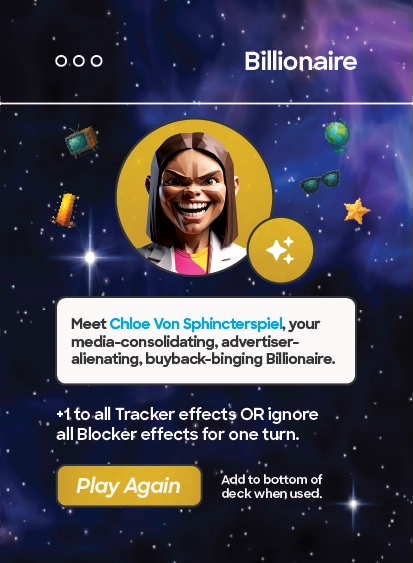 Billionaire
Meet Chloe Von Sphincterspiel, your
media-consolidating, advertiser-
alienating, buyback-binging Billionaire.
+1 to all Tracker effects OR ignore
all Blocker effects for one turn.
Play Again
Add to bottom of
deck when used.